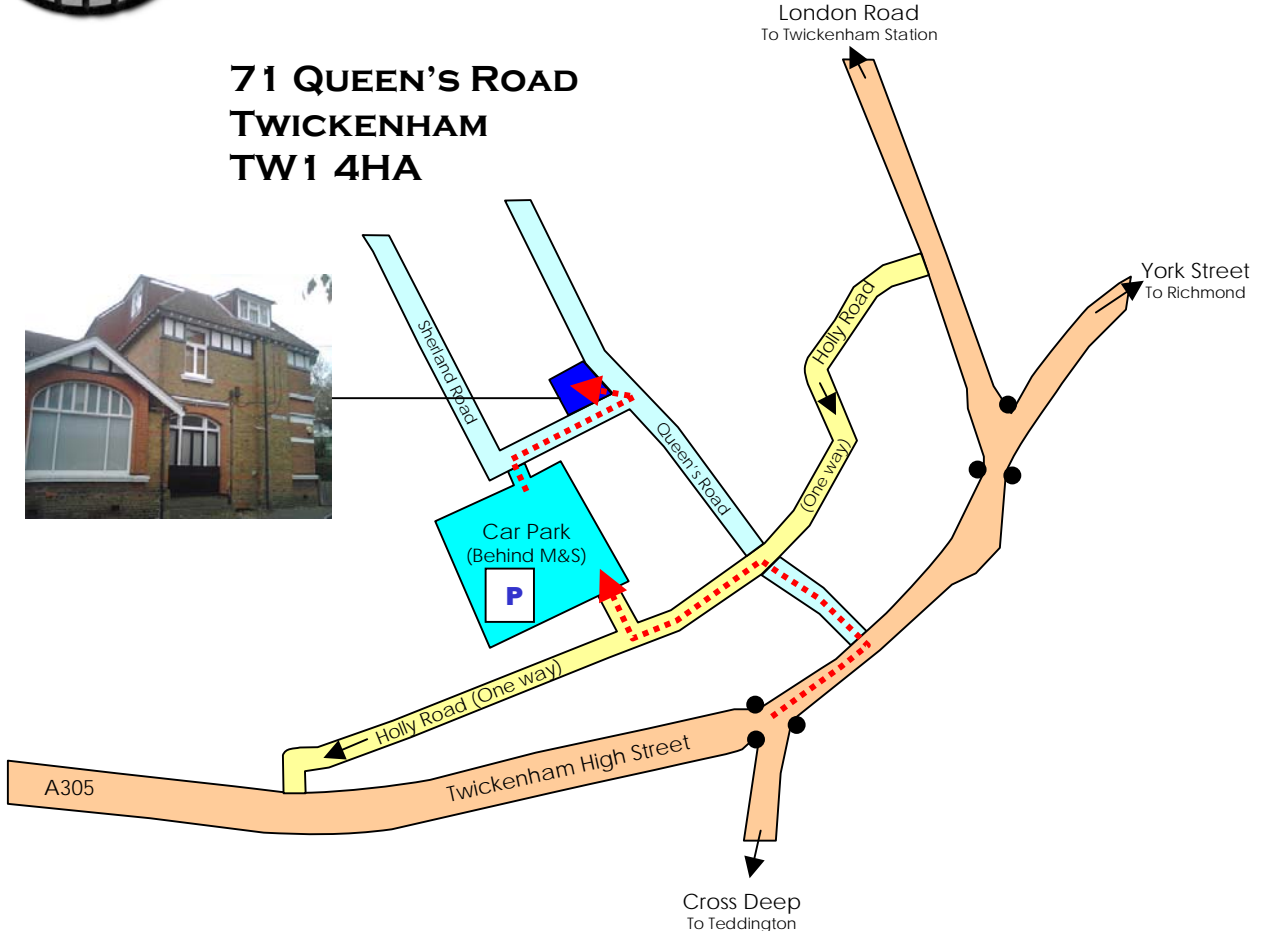 London Road
To Twickenham Station
71 Queen's Road
Twickenham
TW1 4HA
York Street
To Richmond
Holly Road
Sherland Road
Queen's Road
(One way)
Car Park
(Behind M&S)
P
Holly Road (One way)
Twickenham High Street
A305
Cross Deep
To Teddington